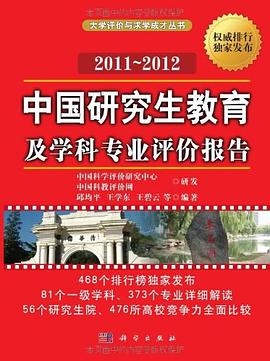 大学评价与求学成才丛书
权威排行
独家发布
2011~2012
中国研究生教育
及学科专业评价报告
中国科学评价研究中心
中国科教评价网
研发
邱均平 王学东 王碧云 等 编著
468个排行榜独家发布
81个一级学科、373个专业详细解读
56个研究生院、476所高校竞争力全面比较
科学出版社